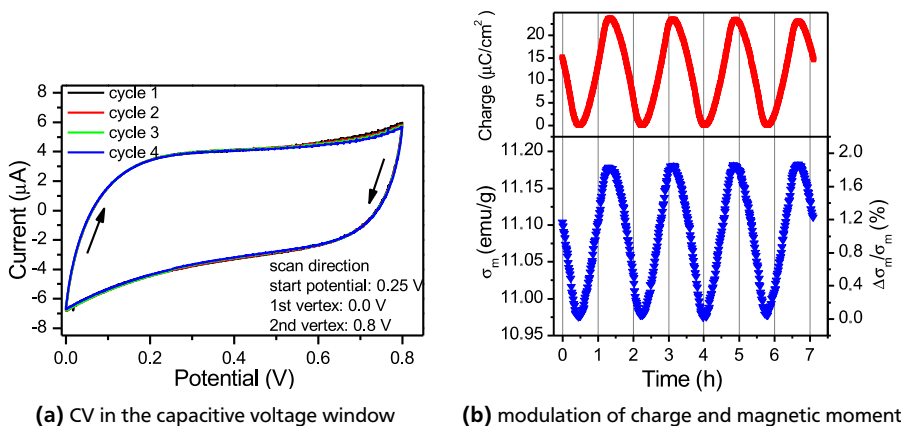 8
6
4
2
0
-2
-4
-6
-8
Current (μA)
cycle 1
cycle 2
cycle 3
cycle 4
scan direction
start potential: 0.25 V
1st vertex: 0.0 V
2nd vertex: 0.8 V
0.0 0.2 0.4 0.6 0.8
Potential (V)
(a) CV in the capacitive voltage window
Charge (μC/cm²)
20
15
10
5
0
σm (emu/g)
11.20
11.15
11.10
11.05
11.00
10.95
2.0
1.6
1.2
0.8
0.4
0.0
Δσm/σm (%)
0 1 2 3 4 5 6 7
Time (h)
(b) modulation of charge and magnetic moment